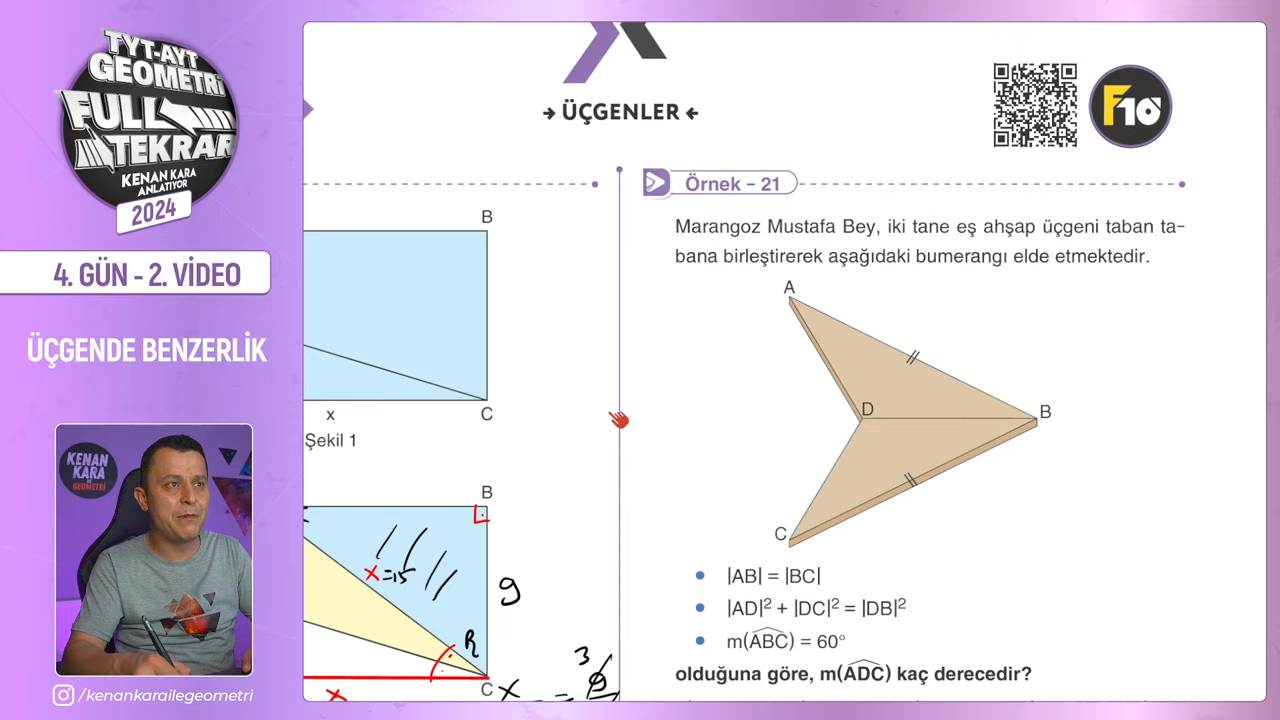 TYT-AYT
GEOMETRİ
FULL
TEKRAR
KENAN KARA
ANLATIYOR
2024
4. GÜN - 2. VİDEO
ÜÇGENDE BENZERLİK
KENAN
KARA
İLE
GEOMETRİ
/kenankarailegeometri
→ ÜÇGENLER ←
F10
B
x
C
Şekil 1
B
x=15
9
C
x
=
3
x
Örnek – 21
Marangoz Mustafa Bey, iki tane eş ahşap üçgeni taban ta-
bana birleştirerek aşağıdaki bumerangı elde etmektedir.
A
D
B
C
• |AB| = |BC|
• |AD|² + |DC|² = |DB|²
• m(ABC) = 60°
olduğuna göre, m(ADC) kaç derecedir?